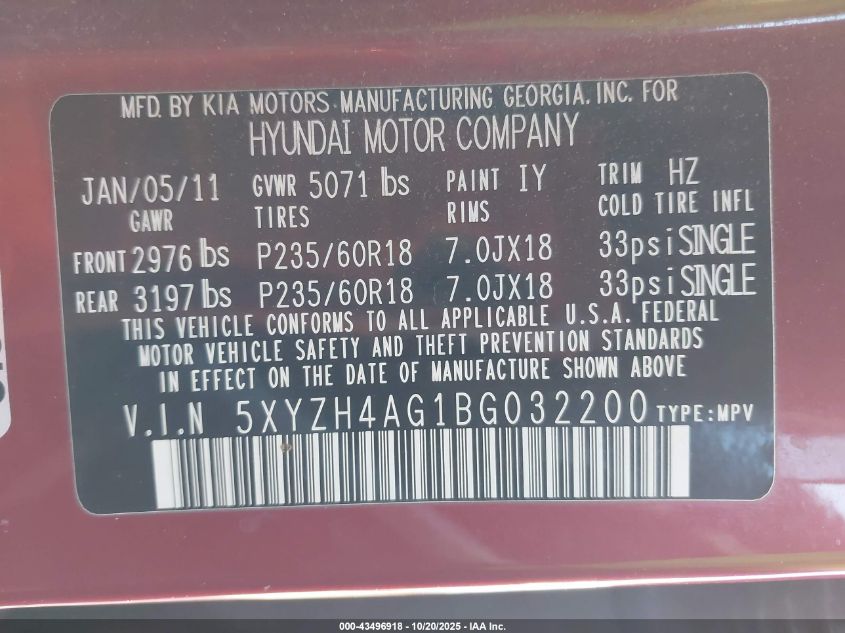 MFD. BY KIA MOTORS MANUFACTURING GEORGIA. INC. FOR
HYUNDAI MOTOR COMPANY
JAN/05/11 GVWR 5071 lbs PAINT IY TRIM HZ
GAWR TIRES RIMS COLD TIRE INFL
FRONT 2976 lbs P235/60R18 7.0JX18 33psi SINGLE
REAR 3197 lbs P235/60R18 7.0JX18 33psi SINGLE
THIS VEHICLE CONFORMS TO ALL APPLICABLE U.S.A. FEDERAL
MOTOR VEHICLE SAFETY AND THEFT PREVENTION STANDARDS
IN EFFECT ON THE DATE OF MANUFACTURE SHOWN ABOVE
V.I.N 5XYZH4AG1BG032200 TYPE:MPV
000-43496918 - 10/20/2025 - IAA Inc.